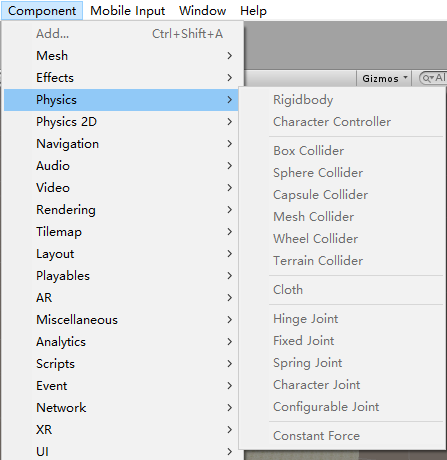 Component Mobile Input Window Help
Add... Ctrl+Shift+A
Mesh
Effects
Gizmos
Physics
Physics 2D
Navigation
Audio
Video
Rendering
Tilemap
Layout
Playables
AR
Miscellaneous
Analytics
Scripts
Event
Network
XR
UI
Rigidbody
Character Controller
Box Collider
Sphere Collider
Capsule Collider
Mesh Collider
Wheel Collider
Terrain Collider
Cloth
Hinge Joint
Fixed Joint
Spring Joint
Character Joint
Configurable Joint
Constant Force